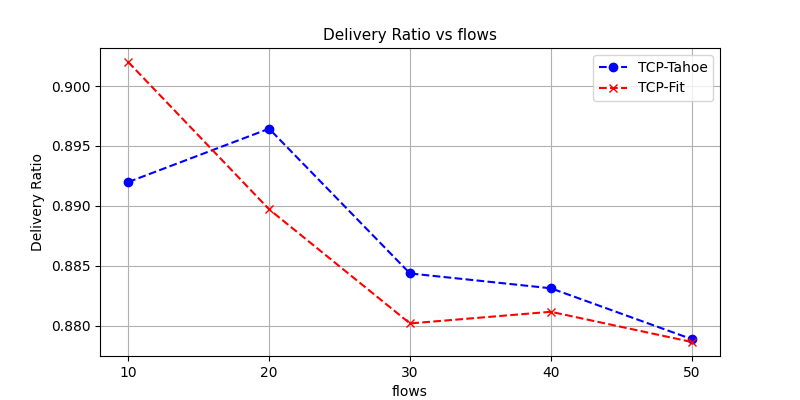 Delivery Ratio vs flows
TCP-Tahoe
TCP-Fit
Delivery Ratio
0.900
0.895
0.890
0.885
0.880
10 20 30 40 50
flows